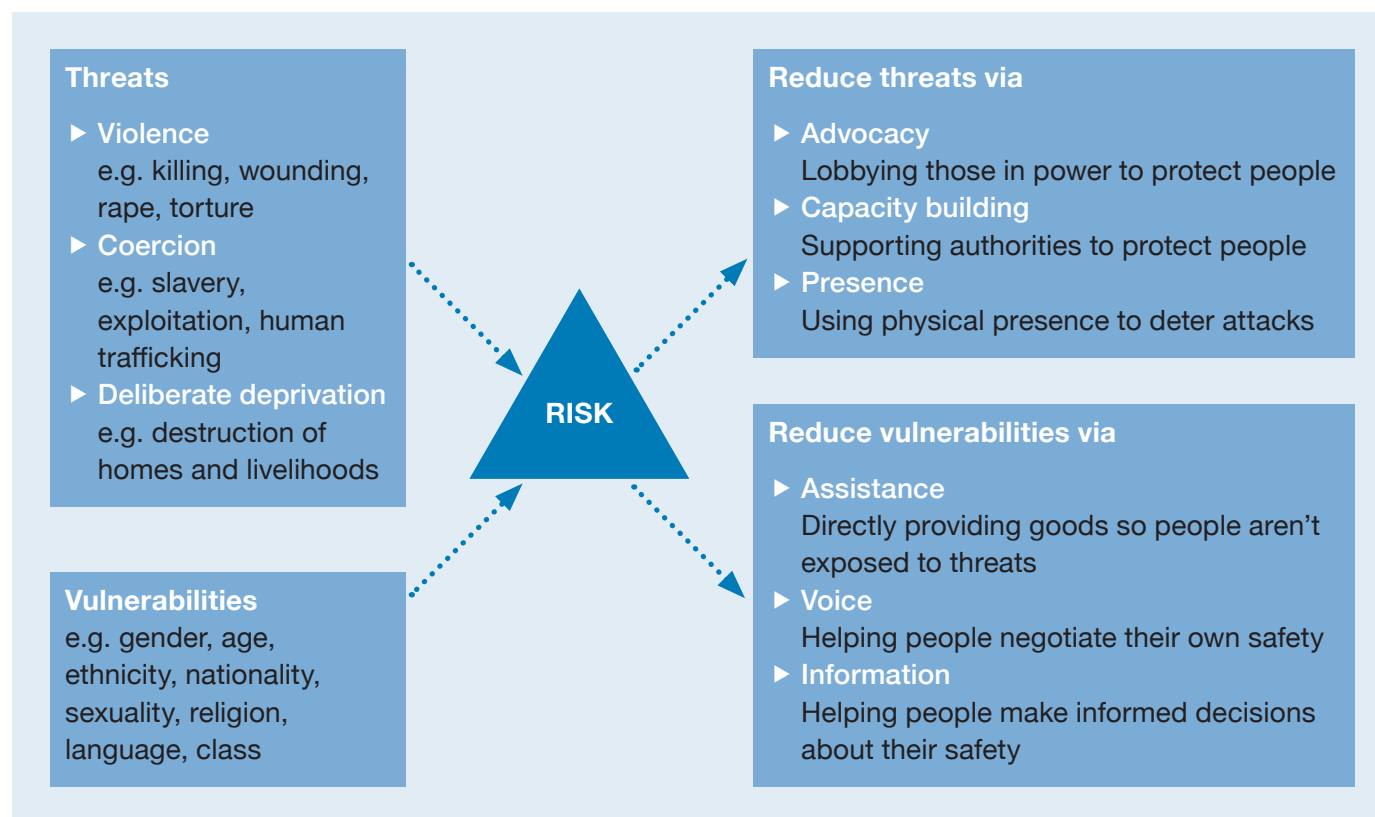 Threats
▶ Violence
e.g. killing, wounding,
rape, torture
▶ Coercion
e.g. slavery,
exploitation, human
trafficking
▶ Deliberate deprivation
e.g. destruction of
homes and livelihoods
Vulnerabilities
e.g. gender, age,
ethnicity, nationality,
sexuality, religion,
language, class
RISK
Reduce threats via
▶ Advocacy
Lobbying those in power to protect people
▶ Capacity building
Supporting authorities to protect people
▶ Presence
Using physical presence to deter attacks
Reduce vulnerabilities via
▶ Assistance
Directly providing goods so people aren’t
exposed to threats
▶ Voice
Helping people negotiate their own safety
▶ Information
Helping people make informed decisions
about their safety